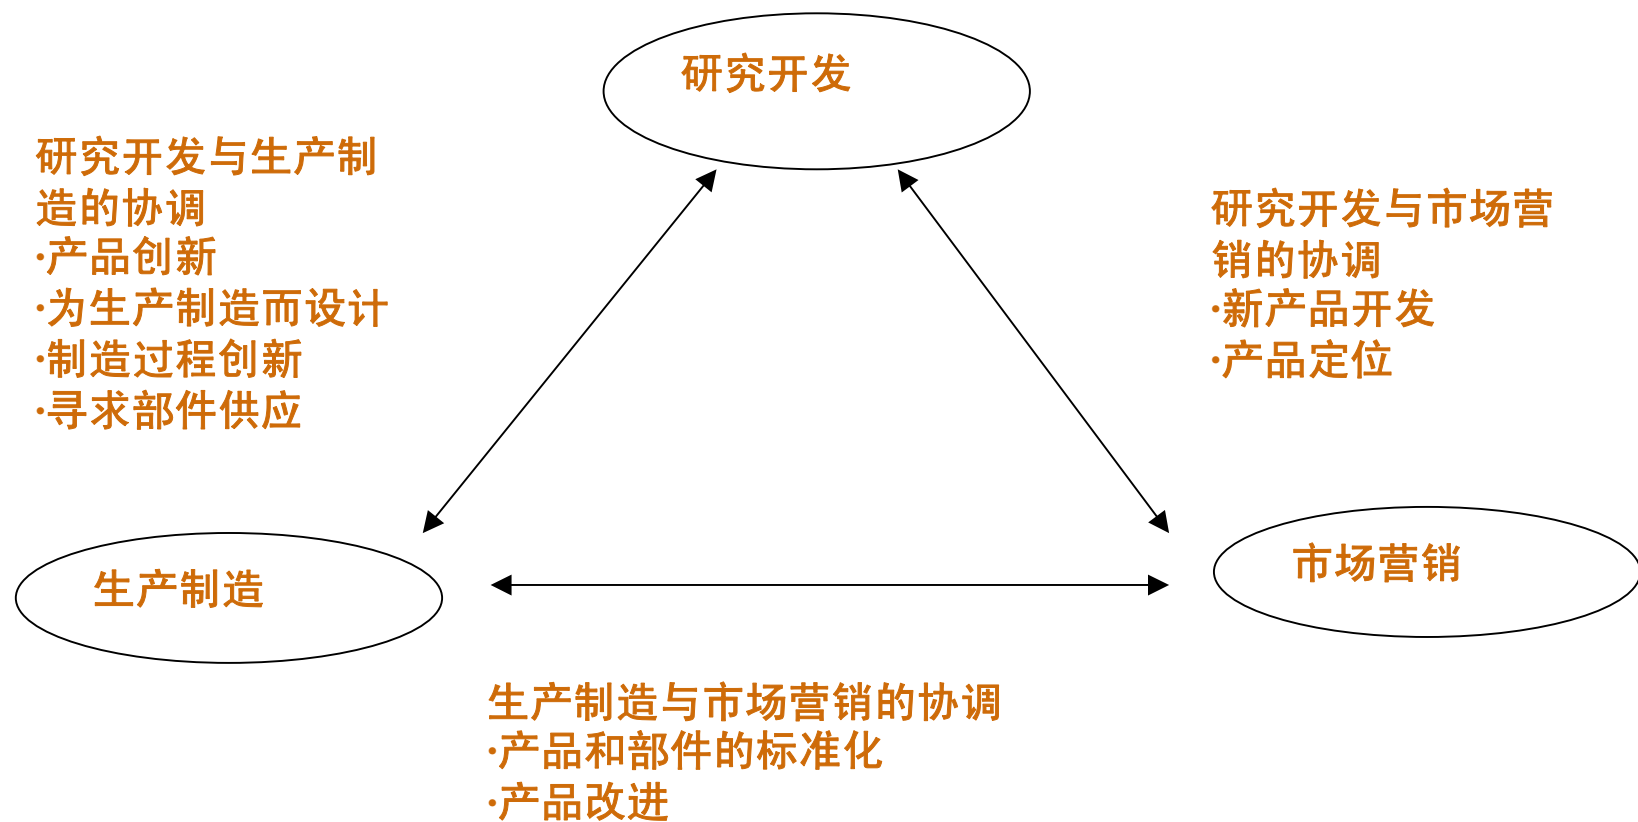 研究开发
研究开发与生产制
造的协调
·产品创新
·为生产制造而设计
·制造过程创新
·寻求部件供应
研究开发与市场营
销的协调
·新产品开发
·产品定位
生产制造
市场营销
生产制造与市场营销的协调
·产品和部件的标准化
·产品改进